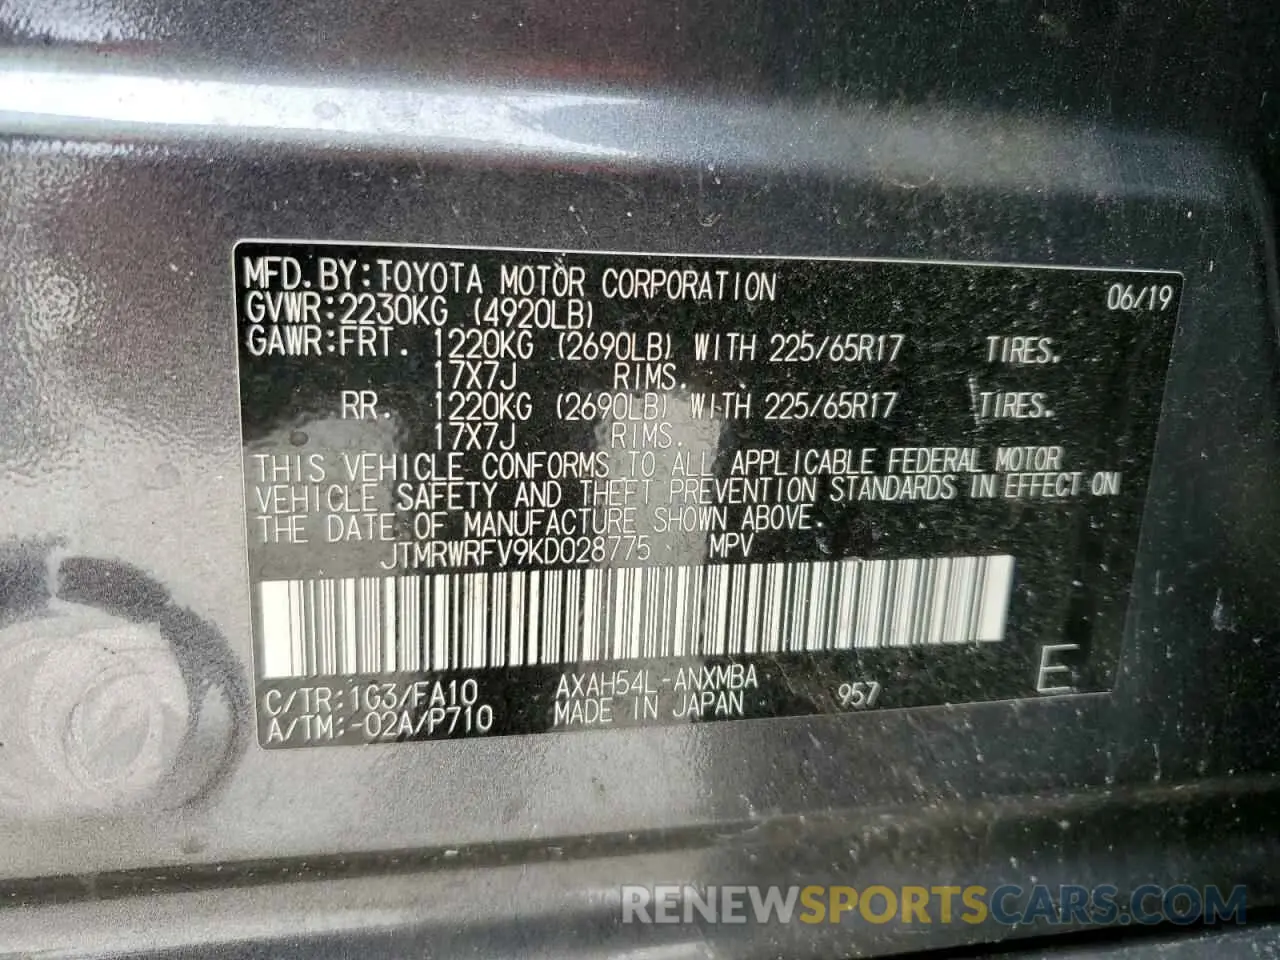 MFD.BY:TOYOTA MOTOR CORPORATION 06/19
GVWR:2230KG (4920LB)
GAWR:FRT. 1220KG (2690LB) WITH 225/65R17 TIRES.
17X7J RIMS.
RR. 1220KG (2690LB) WITH 225/65R17 TIRES.
17X7J RIMS.
THIS VEHICLE CONFORMS TO ALL APPLICABLE FEDERAL MOTOR
VEHICLE SAFETY AND THEFT PREVENTION STANDARDS IN EFFECT ON
THE DATE OF MANUFACTURE SHOWN ABOVE.
JTMRWRFV9KD028775 MPV
C/TR:1G3/FA10 AXAH54L-ANXMBA 957 E
A/TM:-02A/P710 MADE IN JAPAN
RENEWSPORTSCARS.COM/EN/